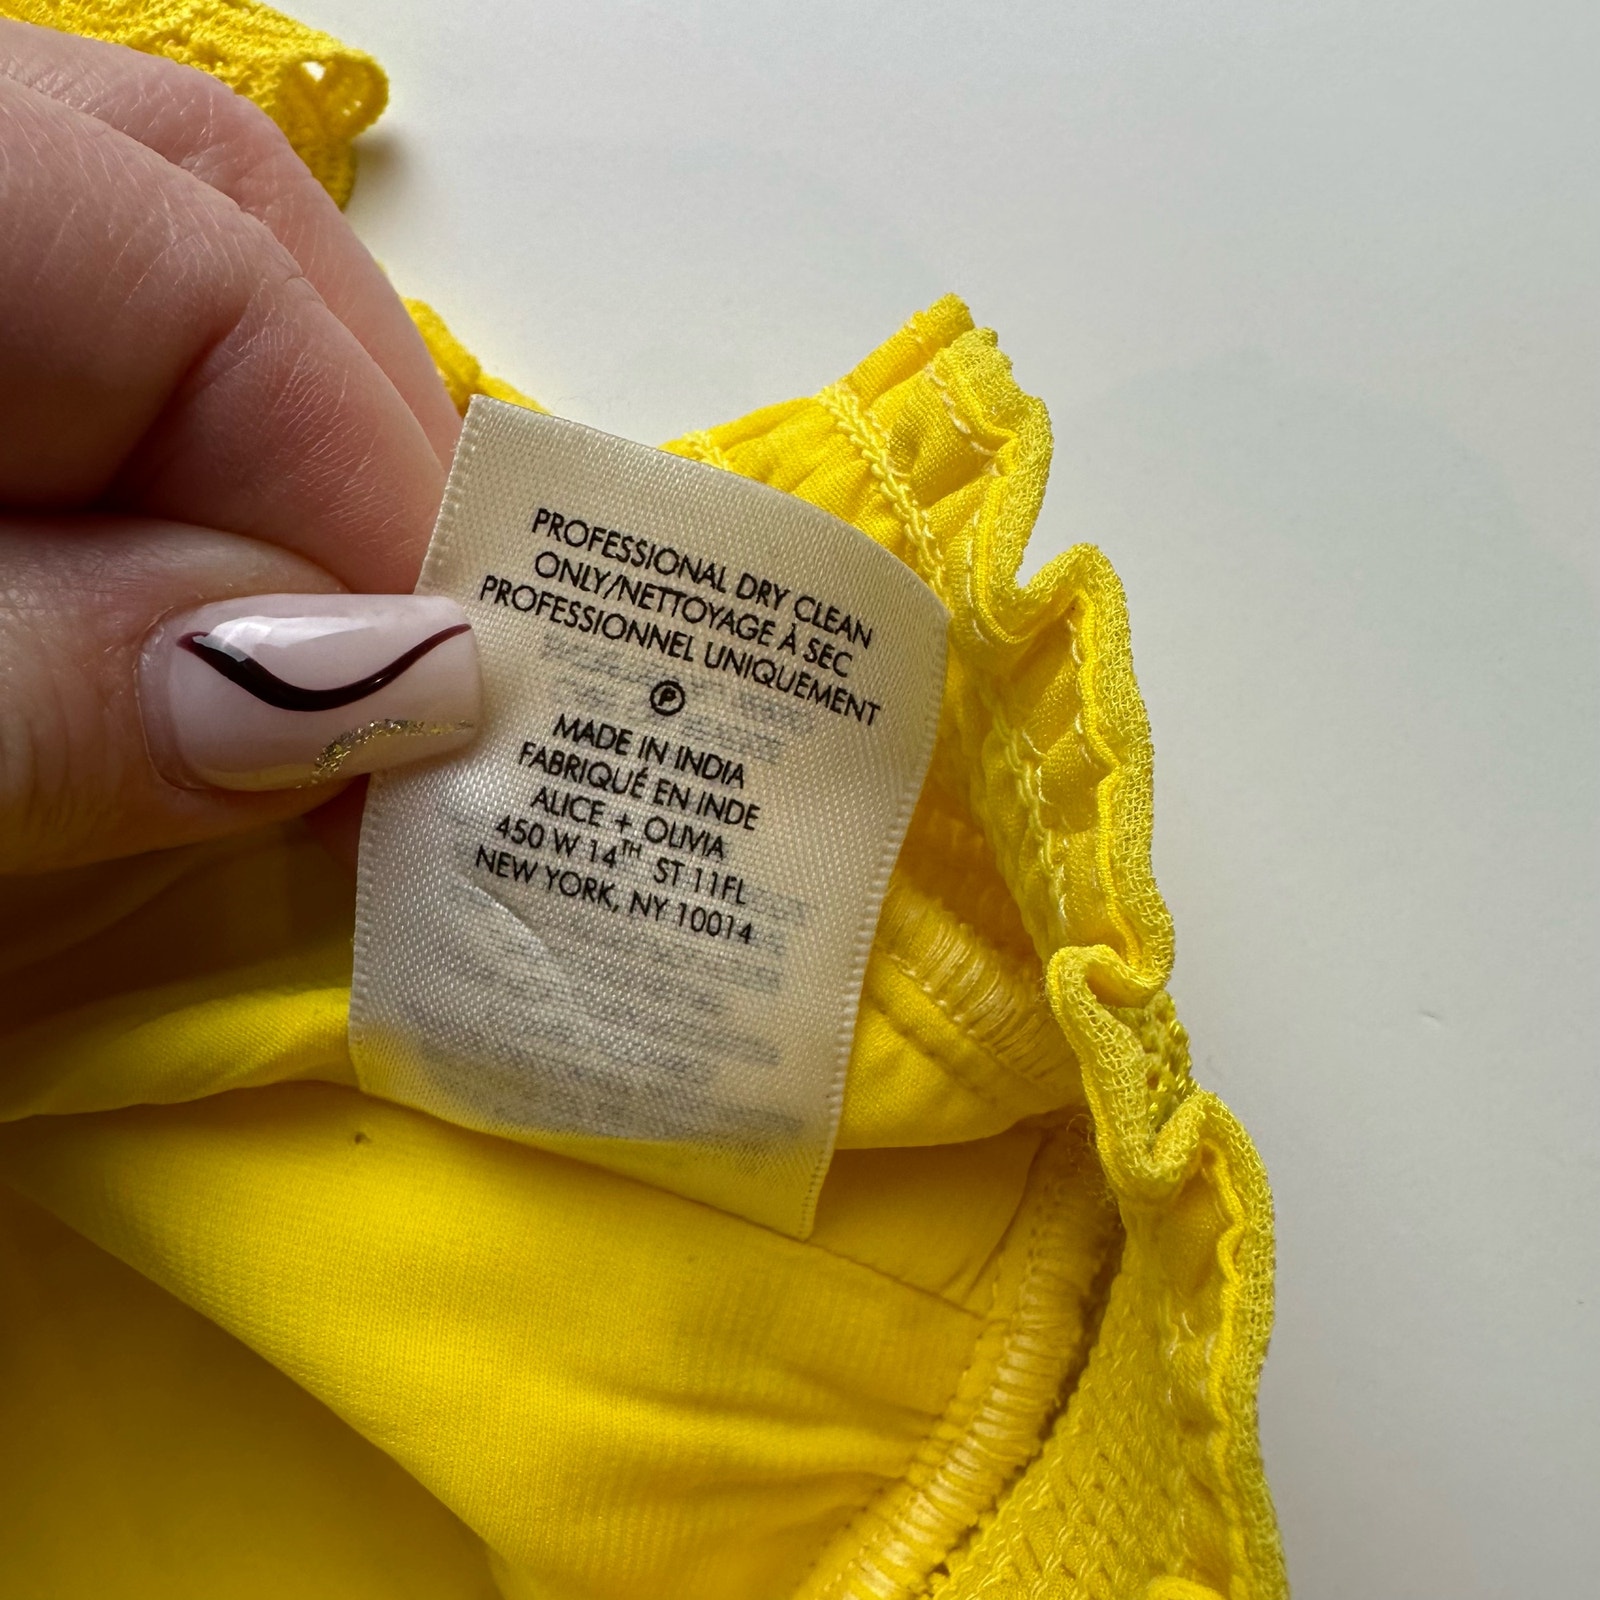 PROFESSIONAL DRY CLEAN
ONLY/NETTOYAGE À SEC
PROFESSIONNEL UNIQUEMENT
Ⓟ
MADE IN INDIA
FABRIQUÉ EN INDE
ALICE + OLIVIA
450 W 14TH ST 11FL
NEW YORK, NY 10014